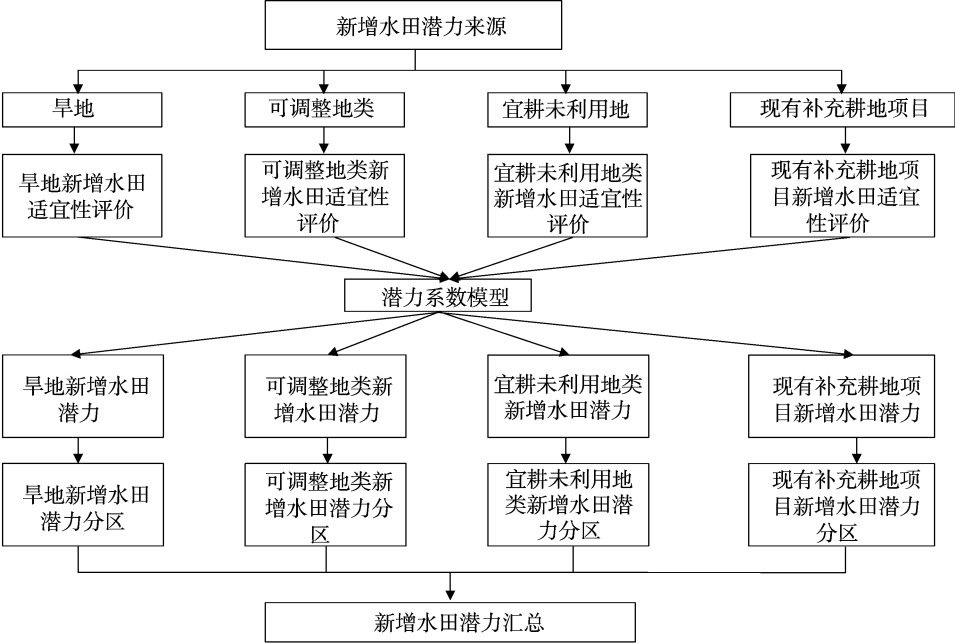 新增水田潜力来源
旱地
可调整地类
宜耕未利用地
现有补充耕地项目
旱地新增水田
适宜性评价
可调整地类新
增水田适宜性
评价
宜耕未利用地类
新增水田适宜性
评价
现有补充耕地项
目新增水田适宜
性评价
潜力系数模型
旱地新增水田
潜力
可调整地类新
增水田潜力
宜耕未利用地类
新增水田潜力
现有补充耕地项
目新增水田潜力
旱地新增水田
潜力分区
可调整地类新
增水田潜力分
区
宜耕未利用地
类新增水田潜
力分区
现有补充耕地项
目新增水田潜力
分区
新增水田潜力汇总